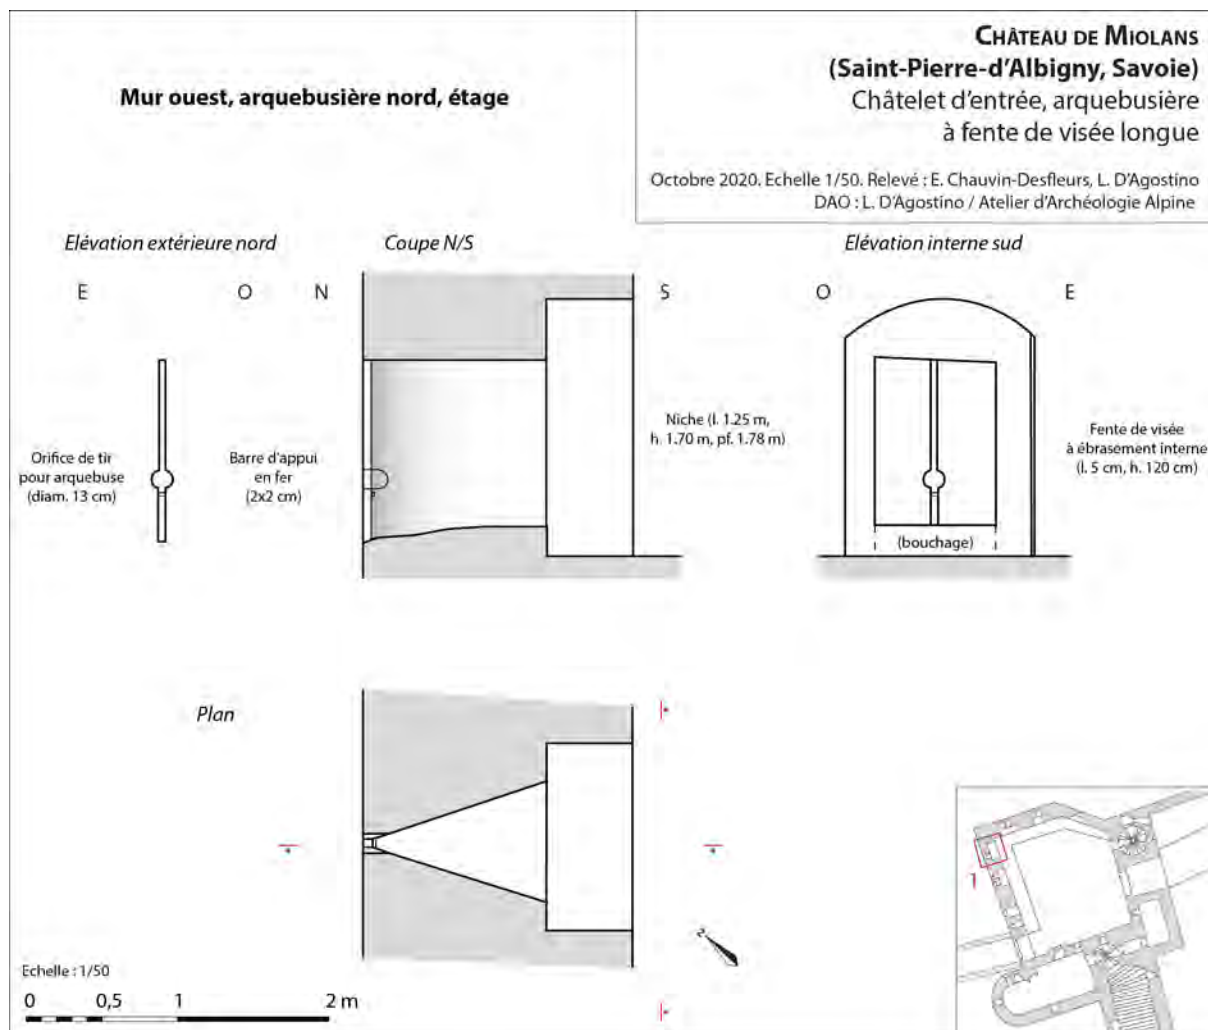 CHÂTEAU DE MIOLANS
(Saint-Pierre-d'Albigny, Savoie)
Châtelet d'entrée, arquebusière
à fente de visée longue
Octobre 2020. Echelle 1/50. Relevé : E. Chauvin-Desfleurs, L. D'Agostino
DAO : L. D'Agostino / Atelier d'Archéologie Alpine
Mur ouest, arquebusière nord, étage
Elévation extérieure nord
Coupe N/S
Elévation interne sud
E
O
N
S
O
E
Orifice de tir
pour arquebuse
(diam. 13 cm)
Barre d'appui
en fer
(2x2 cm)
Niche (l. 1.25 m,
h. 1.70 m, pf. 1.78 m)
Fente de visée
à ébrasement interne
(l. 5 cm, h. 120 cm)
(bouchage)
Plan
N
1
Echelle : 1/50
0 0,5 1 2 m